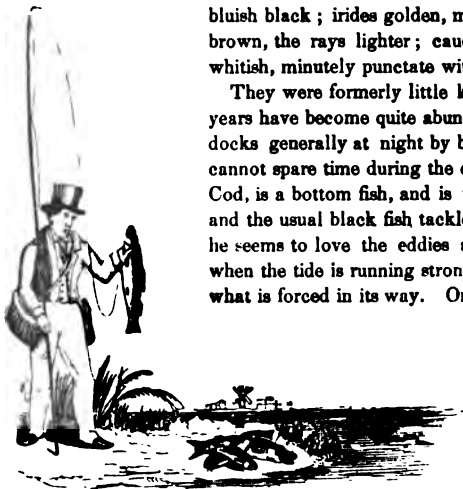 bluish black ; irides golden, m
brown, the rays lighter ; cau
whitish, minutely punctate wi
They were formerly little
years have become quite abun
docks generally at night by b
cannot spare time during the
Cod, is a bottom fish, and is
and the usual black fish tackle
he seems to love the eddies a
when the tide is running stron
what is forced in its way. Or